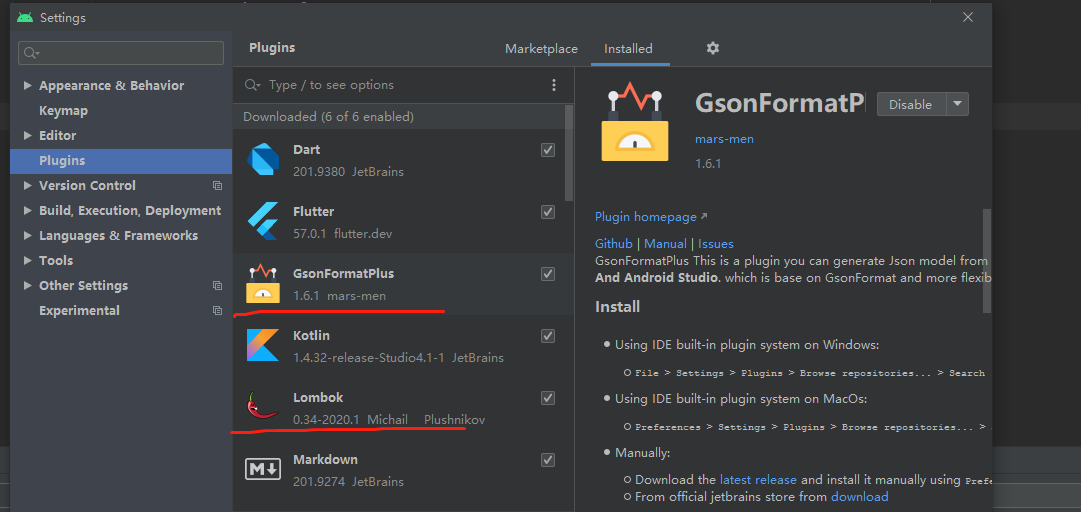 Settings
Plugins
Marketplace
Installed
Appearance & Behavior
Keymap
Editor
Plugins
Version Control
Build, Execution, Deployment
Languages & Frameworks
Tools
Other Settings
Experimental
Type / to see options
Downloaded (6 of 6 enabled)
Dart
201.9380 JetBrains
Flutter
57.0.1 flutter.dev
GsonFormatPlus
1.6.1 mars-men
Kotlin
1.4.32-release-Studio4.1-1 JetBrains
Lombok
0.34-2020.1 Michail Plushnikov
Markdown
201.9274 JetBrains
GsonFormatP
Disable
mars-men
1.6.1
Plugin homepage
Github | Manual | Issues
GsonFormatPlus This is a plugin you can generate Json model from
And Android Studio. which is base on GsonFormat and more flexib
Install
Using IDE built-in plugin system on Windows:
File > Settings > Plugins > Browse repositories... > Search
Using IDE built-in plugin system on MacOs:
Preferences > Settings > Plugins > Browse repositories... >
Manually:
Download the latest release and install it manually using Prefe
From official jetbrains store from download